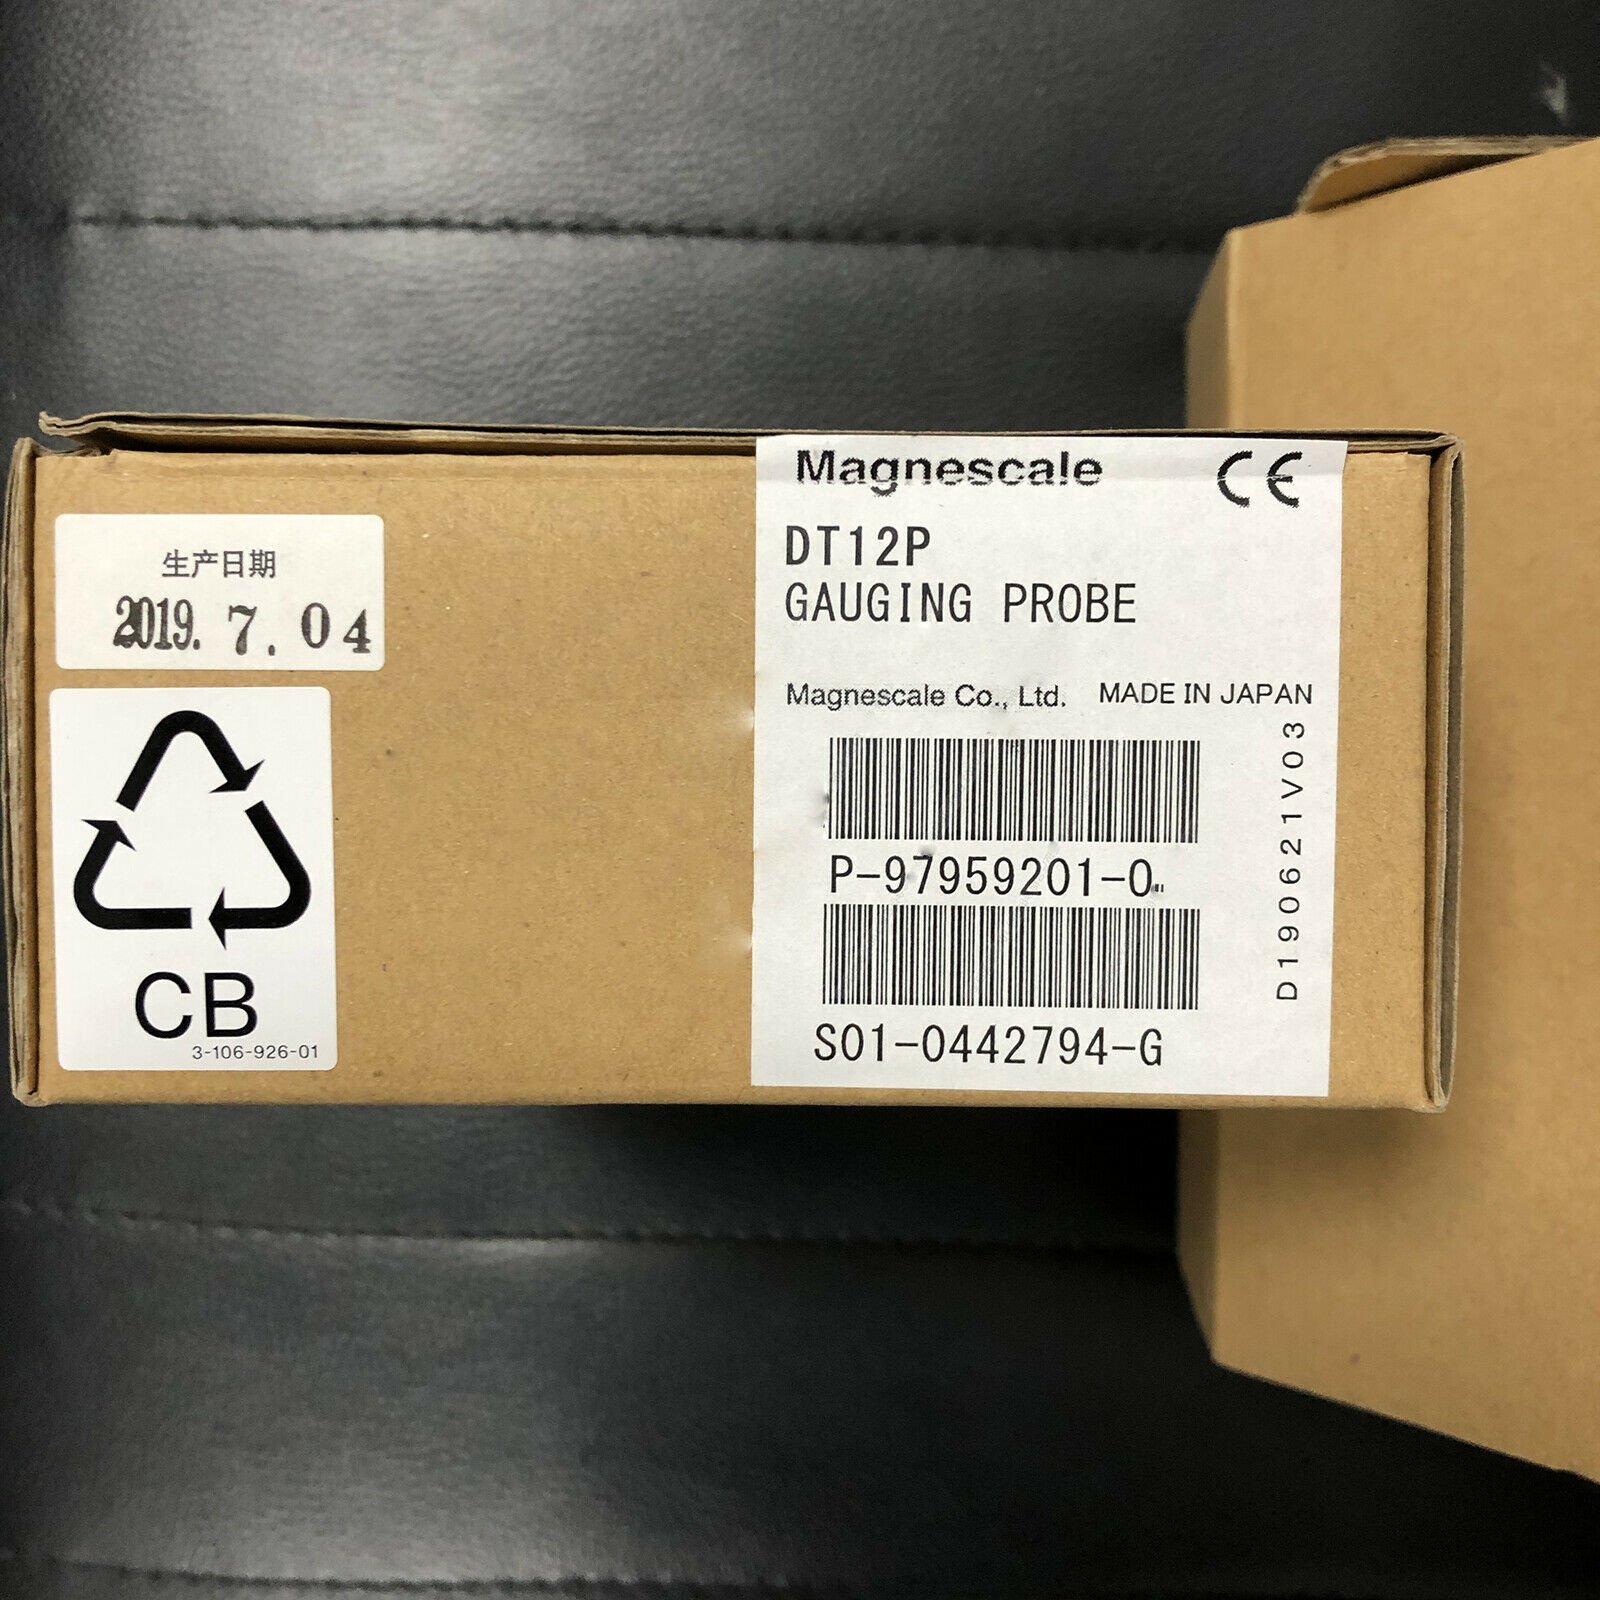 生产日期
2019. 7. 04
CB
3-106-926-01
Magnescale CE
DT12P
GAUGING PROBE
Magnescale Co., Ltd. MADE IN JAPAN
P-97959201-0
S01-0442794-G
D190621V03